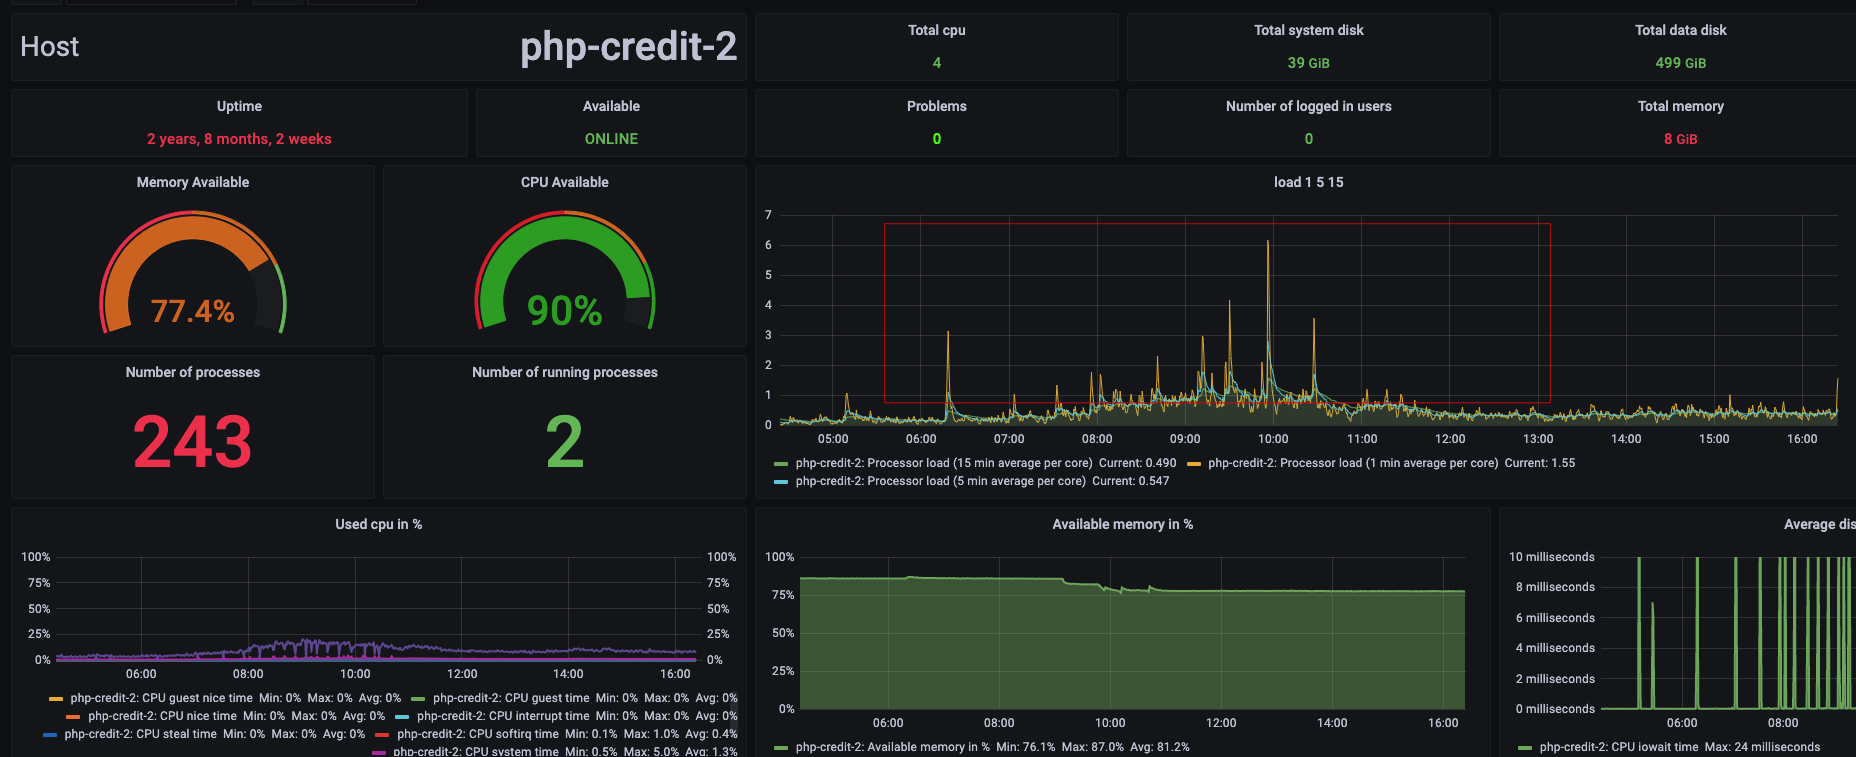 Host php-credit-2
Total cpu
4
Total system disk
39 GiB
Total data disk
499 GiB
Uptime
2 years, 8 months, 2 weeks
Available
ONLINE
Problems
0
Number of logged in users
0
Total memory
8 GiB
Memory Available
77.4%
CPU Available
90%
Number of processes
243
Number of running processes
2
load 1 5 15
7
6
5
4
3
2
1
0
05:00 06:00 07:00 08:00 09:00 10:00 11:00 12:00 13:00 14:00 15:00 16:00
php-credit-2: Processor load (15 min average per core) Current: 0.490 php-credit-2: Processor load (1 min average per core) Current: 1.55
php-credit-2: Processor load (5 min average per core) Current: 0.547
Used cpu in %
100% 100%
75% 75%
50% 50%
25% 25%
0% 0%
06:00 08:00 10:00 12:00 14:00 16:00
php-credit-2: CPU guest nice time Min: 0% Max: 0% Avg: 0% php-credit-2: CPU guest time Min: 0% Max: 0% Avg: 0%
php-credit-2: CPU nice time Min: 0% Max: 0% Avg: 0% php-credit-2: CPU interrupt time Min: 0% Max: 0% Avg: 0%
php-credit-2: CPU steal time Min: 0% Max: 0% Avg: 0% php-credit-2: CPU softirq time Min: 0.1% Max: 1.0% Avg: 0.4%
php-credit-2: CPU system time Min: 0.5% Max: 5.0% Avg: 1.3%
Available memory in %
100%
75%
50%
25%
0%
06:00 08:00 10:00 12:00 14:00 16:00
php-credit-2: Available memory in % Min: 76.1% Max: 87.0% Avg: 81.2%
Average dis
10 milliseconds
8 milliseconds
6 milliseconds
4 milliseconds
2 milliseconds
0 milliseconds
06:00 08:00
php-credit-2: CPU iowait time Max: 24 milliseconds